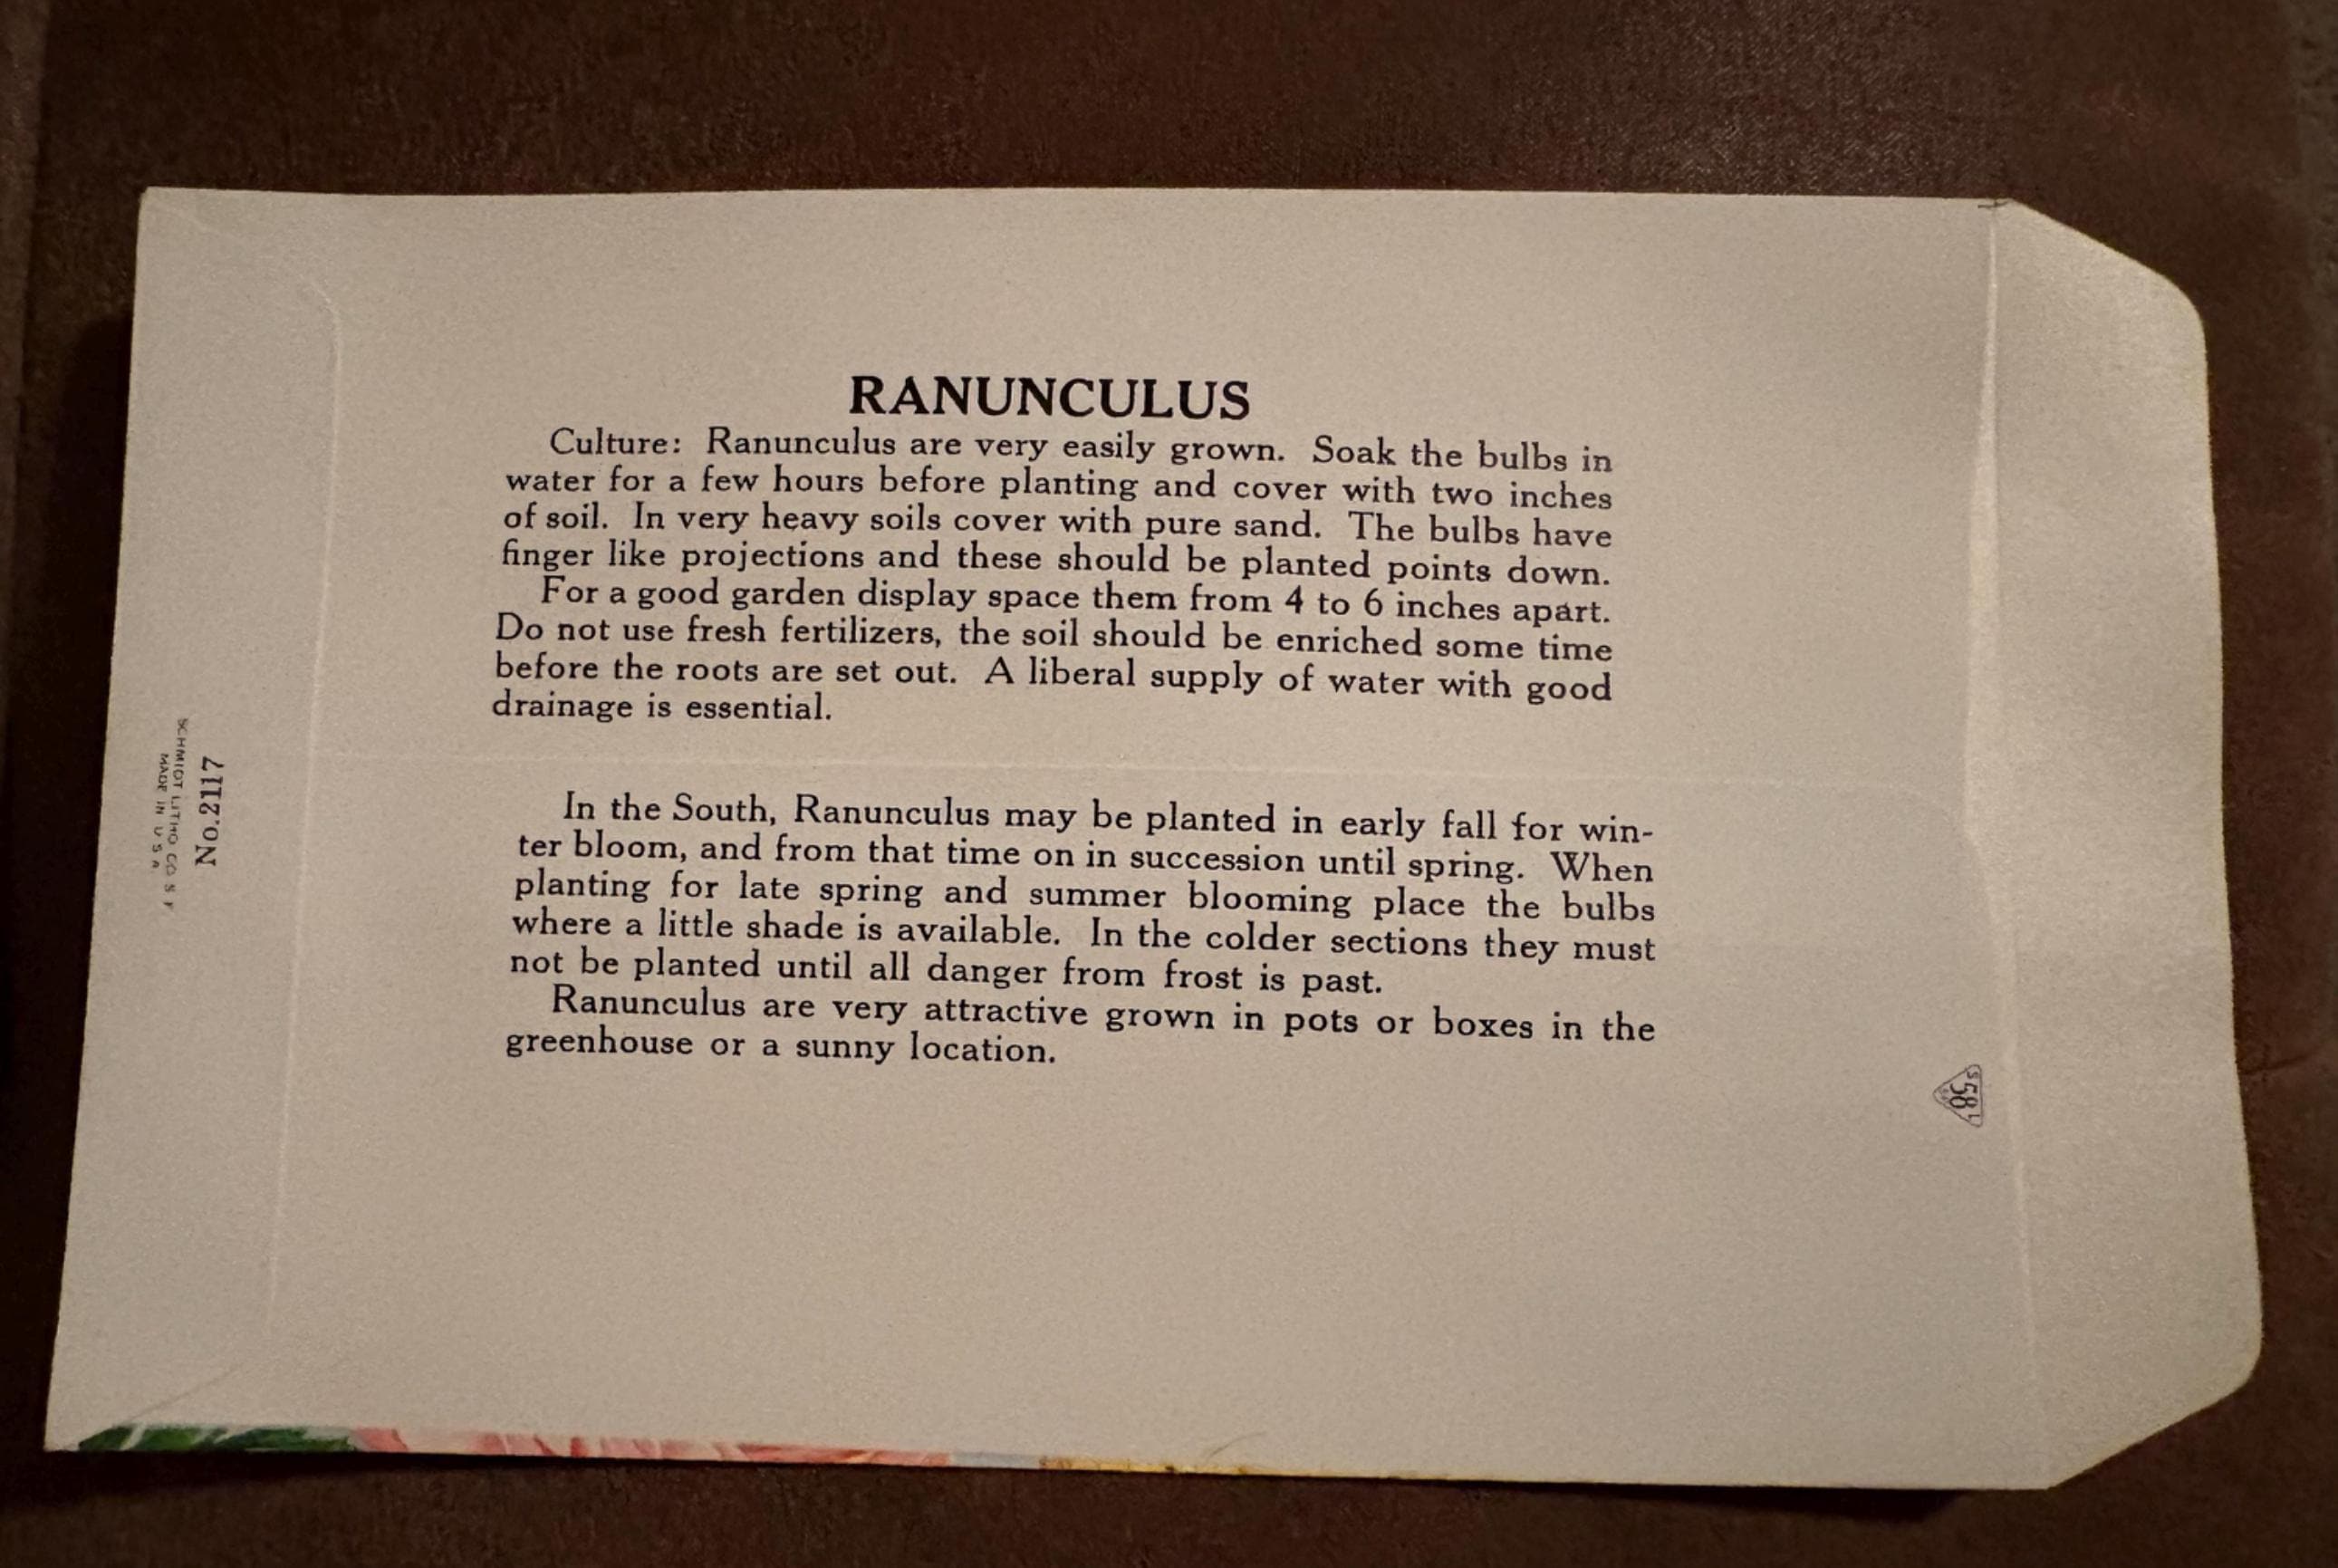 RANUNCULUS
Culture: Ranunculus are very easily grown. Soak the bulbs in
water for a few hours before planting and cover with two inches
of soil. In very heavy soils cover with pure sand. The bulbs have
finger like projections and these should be planted points down.
For a good garden display space them from 4 to 6 inches apart.
Do not use fresh fertilizers, the soil should be enriched some time
before the roots are set out. A liberal supply of water with good
drainage is essential.
In the South, Ranunculus may be planted in early fall for win-
ter bloom, and from that time on in succession until spring. When
planting for late spring and summer blooming place the bulbs
where a little shade is available. In the colder sections they must
not be planted until all danger from frost is past.
Ranunculus are very attractive grown in pots or boxes in the
greenhouse or a sunny location.
No. 2117
SCHMIDT LITHO CO S F
MADE IN U S A